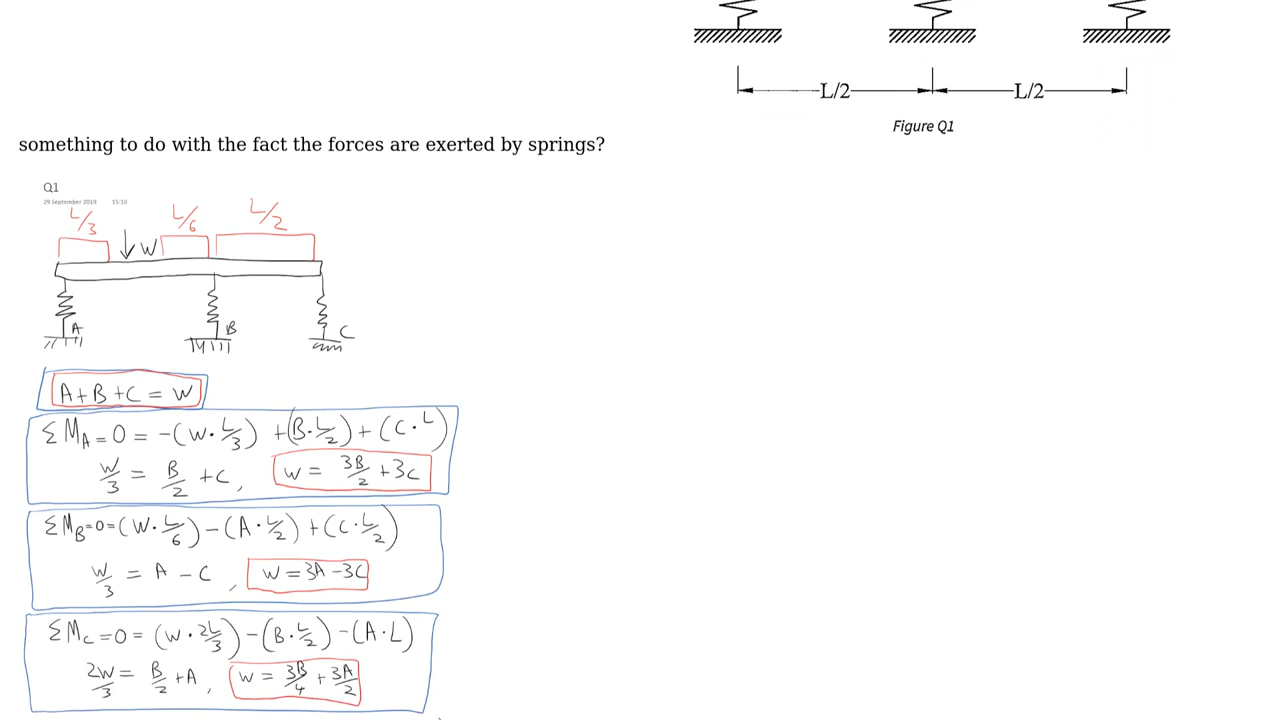 L/2 L/2
Figure Q1
something to do with the fact the forces are exerted by springs?
Q1
29 September 2019 15:10
L/3 L/6 L/2
W
A B C
A + B + C = W
ΣM_A = 0 = -(W·L/3) + (B·L/2) + (C·L)
W/3 = B/2 + C, W = 3B/2 + 3C
ΣM_B = 0 = (W·L/6) - (A·L/2) + (C·L/2)
W/3 = A - C, W = 3A - 3C
ΣM_C = 0 = (W·2L/3) - (B·L/2) - (A·L)
2W/3 = B/2 + A, W = 3B/4 + 3A/2